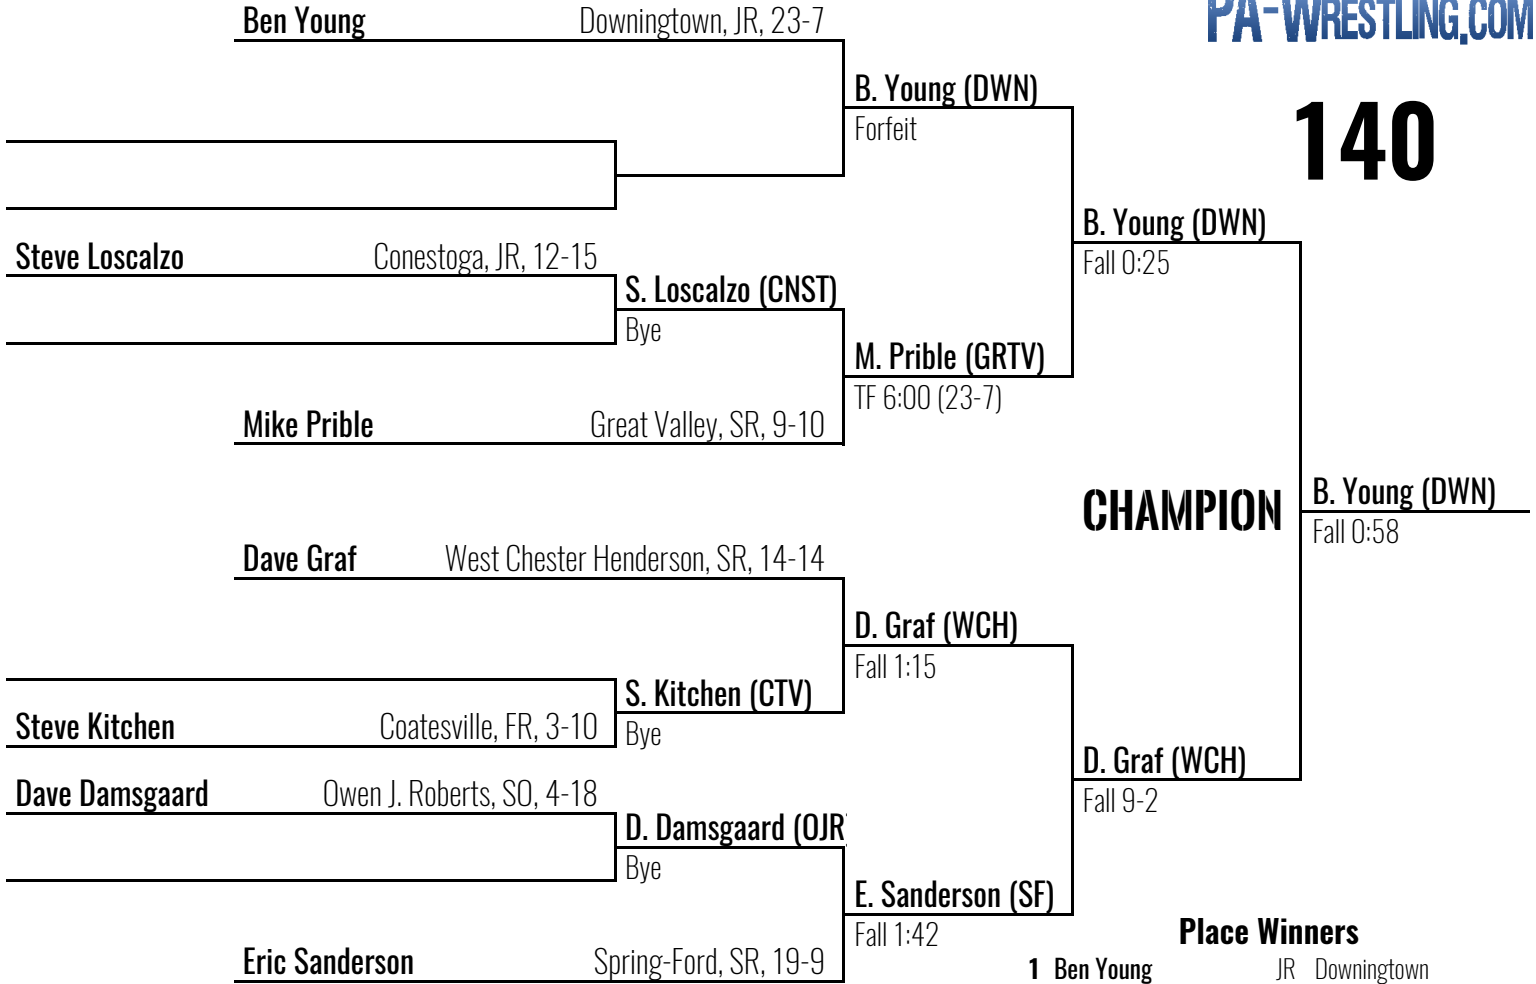 PA-WRESTLING.COM
140
Ben Young Downingtown, JR, 23-7
B. Young (DWN)
Forfeit
B. Young (DWN)
Fall 0:25
Steve Loscalzo Conestoga, JR, 12-15
S. Loscalzo (CNST)
Bye
M. Prible (GRTV)
TF 6:00 (23-7)
Mike Prible Great Valley, SR, 9-10
CHAMPION
B. Young (DWN)
Fall 0:58
Dave Graf West Chester Henderson, SR, 14-14
D. Graf (WCH)
Fall 1:15
S. Kitchen (CTV)
Bye
Steve Kitchen Coatesville, FR, 3-10
D. Graf (WCH)
Fall 9-2
Dave Damsgaard Owen J. Roberts, SO, 4-18
D. Damsgaard (OJR)
Bye
E. Sanderson (SF)
Fall 1:42
Eric Sanderson Spring-Ford, SR, 19-9
Place Winners
1 Ben Young JR Downingtown